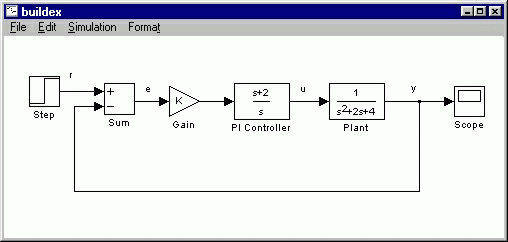 buildex
File Edit Simulation Format
r
e
u
y
+
−
K
s+2
s
1
s2+2s+4
Step
Sum
Gain
PI Controller
Plant
Scope